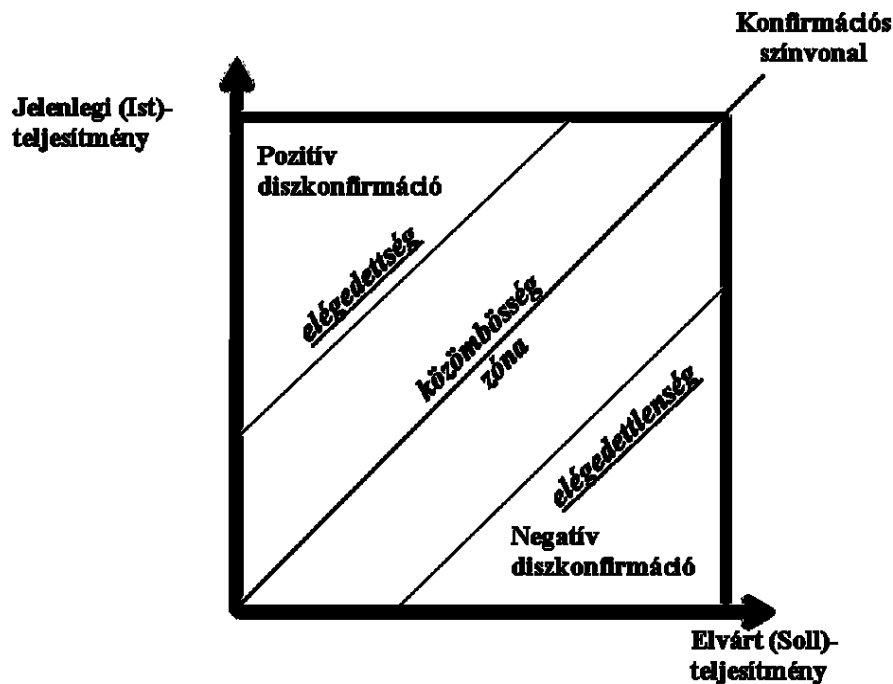 Konfirmációs
színvonal
Jelenlegi (Ist)-
teljesítmény
Pozitív
diszkonfirmáció
elégedettség
közömbösség
zóna
elégedettlenség
Negatív
diszkonfirmáció
Elvárt (Soll)-
teljesítmény